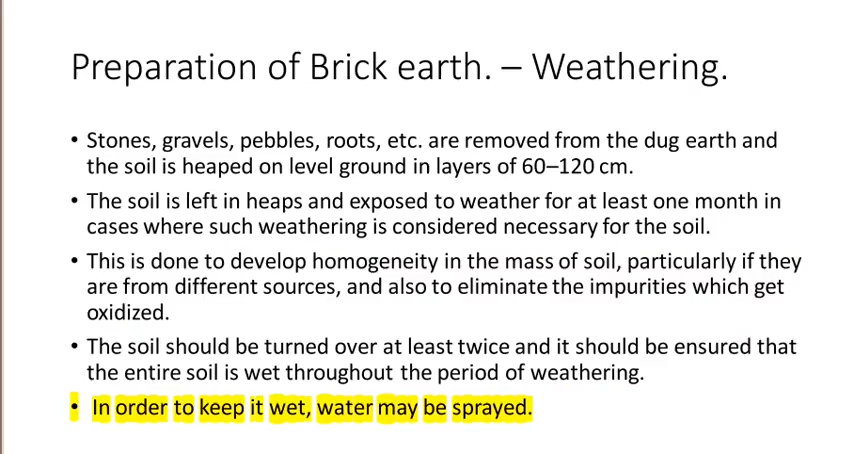 Preparation of Brick earth. – Weathering.
• Stones, gravels, pebbles, roots, etc. are removed from the dug earth and
the soil is heaped on level ground in layers of 60–120 cm.
• The soil is left in heaps and exposed to weather for at least one month in
cases where such weathering is considered necessary for the soil.
• This is done to develop homogeneity in the mass of soil, particularly if they
are from different sources, and also to eliminate the impurities which get
oxidized.
• The soil should be turned over at least twice and it should be ensured that
the entire soil is wet throughout the period of weathering.
• In order to keep it wet, water may be sprayed.